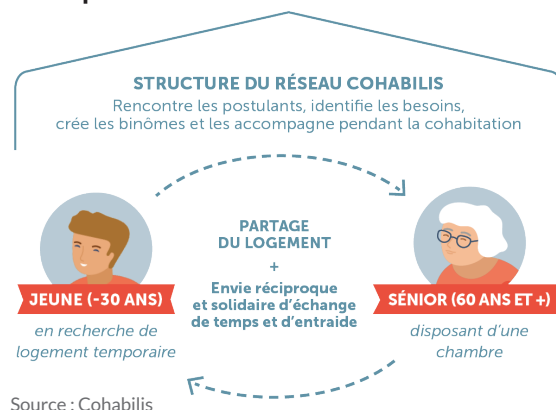 STRUCTURE DU RÉSEAU COHABILIS
Rencontre les postulants, identifie les besoins,
crée les binômes et les accompagne pendant la cohabitation
PARTAGE
DU LOGEMENT
+
Envie réciproque
et solidaire d'échange
de temps et d'entraide
JEUNE (-30 ANS)
en recherche de
logement temporaire
SÉNIOR (60 ANS ET +)
disposant d'une
chambre
Source : Cohabilis